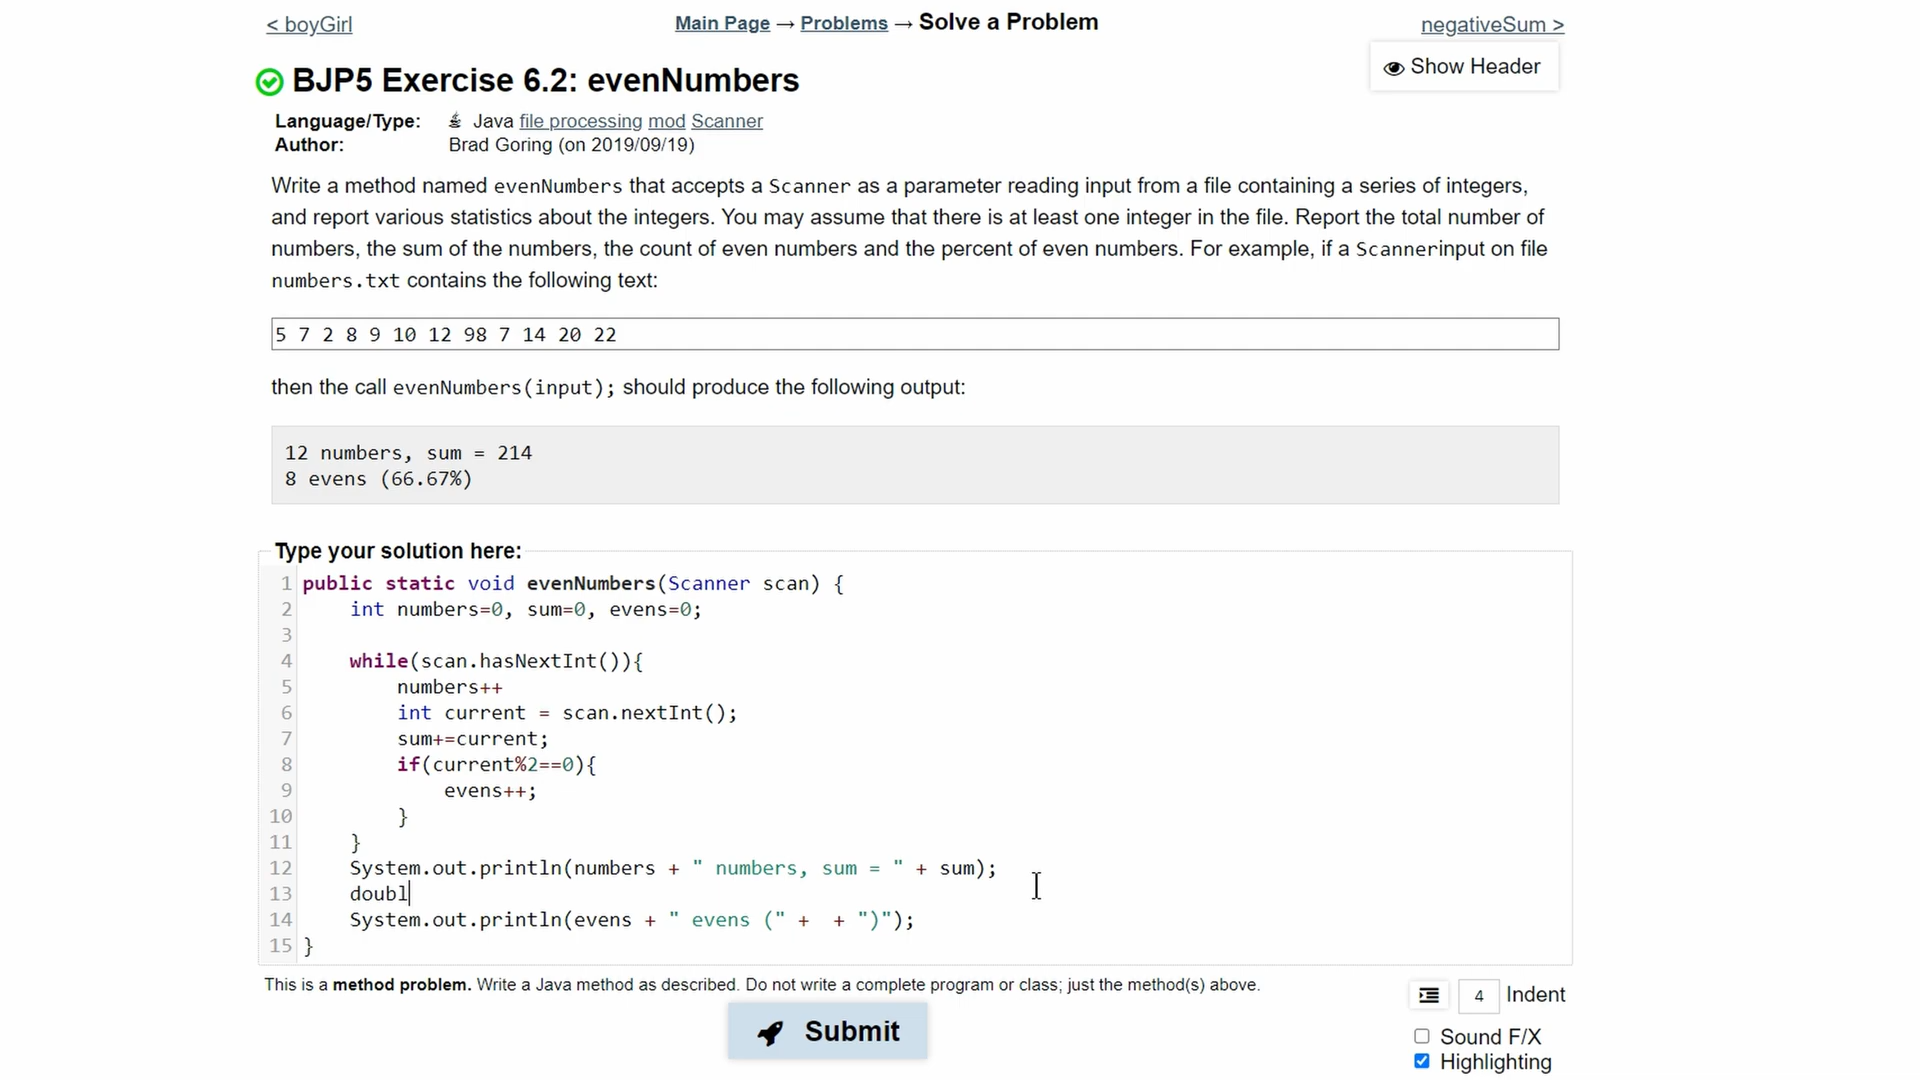 < boyGirl
Main Page → Problems → Solve a Problem
negativeSum >
Show Header
BJP5 Exercise 6.2: evenNumbers
Language/Type: Java file processing mod Scanner
Author: Brad Goring (on 2019/09/19)
Write a method named evenNumbers that accepts a Scanner as a parameter reading input from a file containing a series of integers,
and report various statistics about the integers. You may assume that there is at least one integer in the file. Report the total number of
numbers, the sum of the numbers, the count of even numbers and the percent of even numbers. For example, if a Scannerinput on file
numbers.txt contains the following text:
5 7 2 8 9 10 12 98 7 14 20 22
then the call evenNumbers(input); should produce the following output:
12 numbers, sum = 214
8 evens (66.67%)
Type your solution here:
1 public static void evenNumbers(Scanner scan) {
2     int numbers=0, sum=0, evens=0;
3
4     while(scan.hasNextInt()){
5         numbers++
6         int current = scan.nextInt();
7         sum+=current;
8         if(current%2==0){
9             evens++;
10         }
11     }
12     System.out.println(numbers + " numbers, sum = " + sum);
13     doubl
14     System.out.println(evens + " evens (" +  + ")");
15 }
This is a method problem. Write a Java method as described. Do not write a complete program or class; just the method(s) above.
4 Indent
Submit
Sound F/X
Highlighting